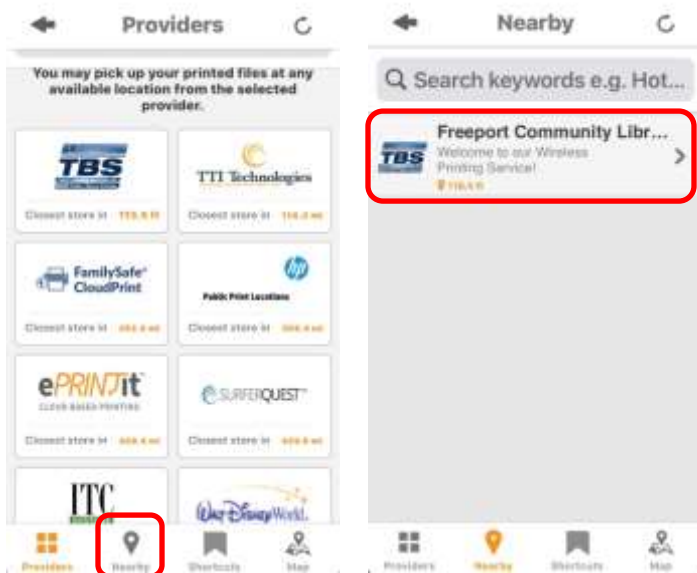 Providers
You may pick up your printed files at any
available location from the selected
provider.
TBS
Closest store in
TTI Technologies
Closest store in
FamilySafe
CloudPrint
Closest store in
hp
Public Print Locations
Closest store in
ePRINTit
CLOUD BASED PRINTING
Closest store in
SURFERQUEST
Closest store in
ITC
Walt Disney World.
Providers
Nearby
Shortcuts
Map
Nearby
Search keywords e.g. Hot...
TBS
Freeport Community Libr...
Welcome to our Wireless
Printing Service!
Providers
Nearby
Shortcuts
Map